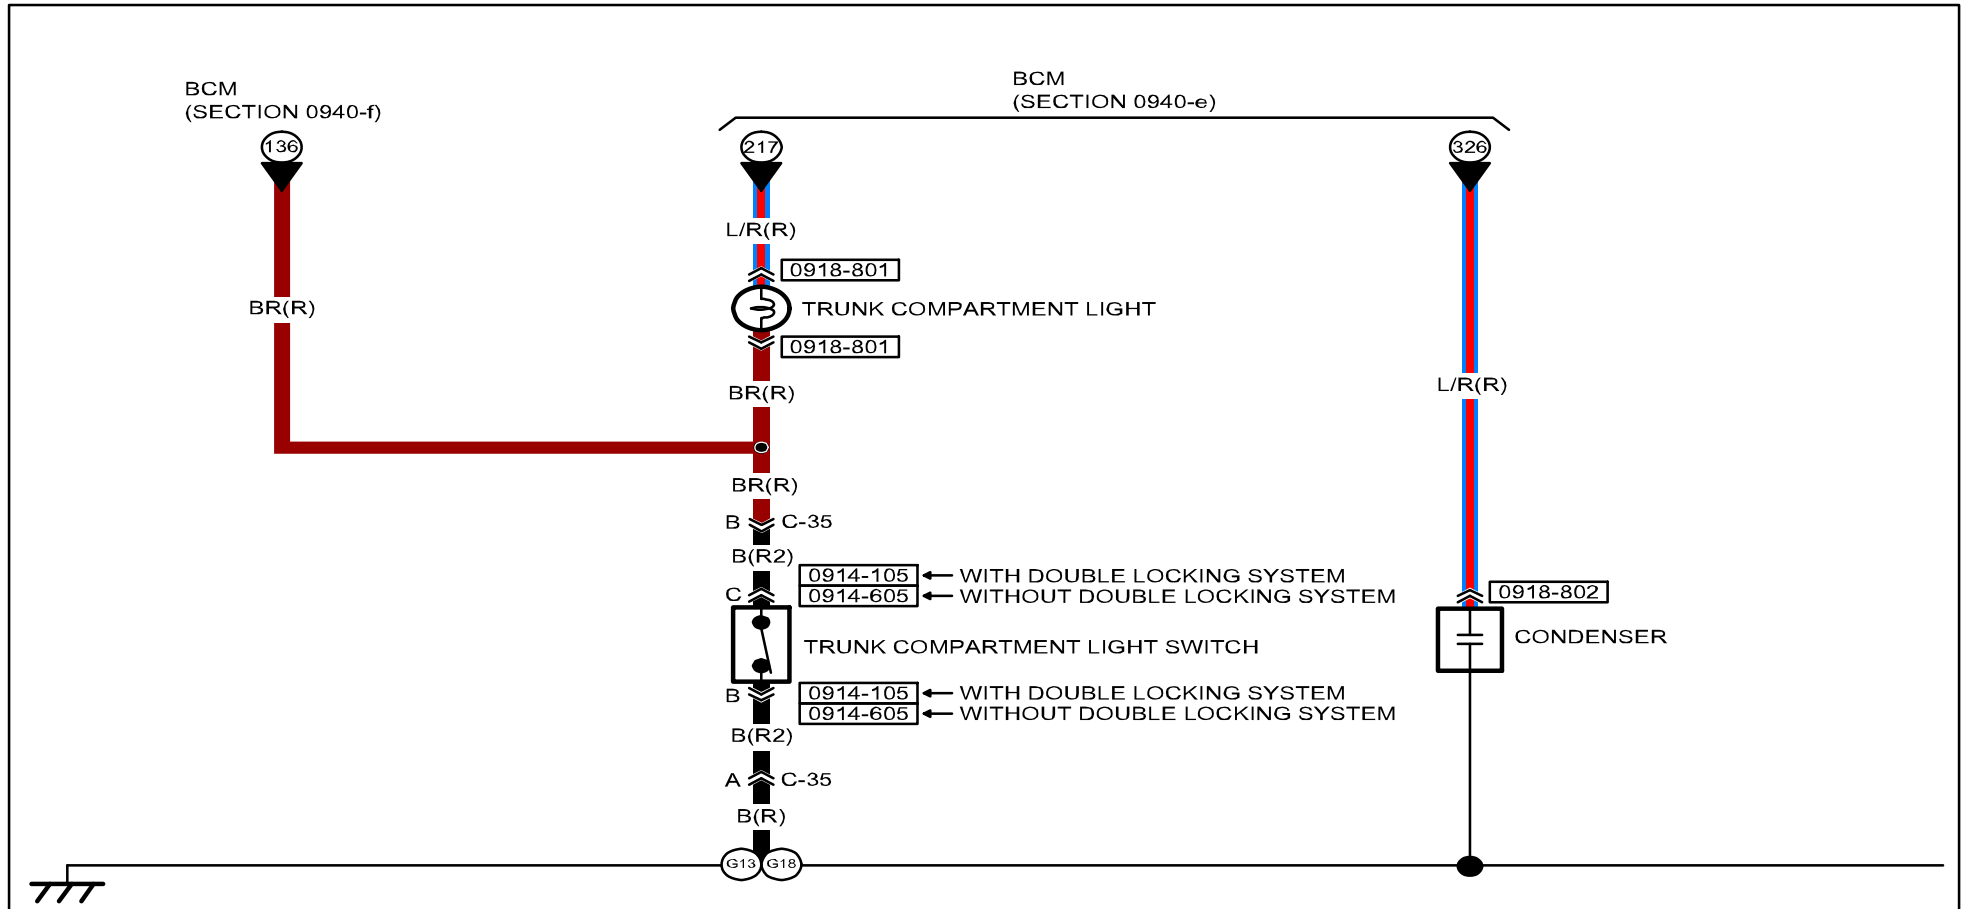 BCM
(SECTION 0940-f)
BCM
(SECTION 0940-e)
136
217
326
L/R(R)
0918-801
BR(R)
TRUNK COMPARTMENT LIGHT
0918-801
L/R(R)
BR(R)
BR(R)
B
C-35
B(R2)
0914-105
WITH DOUBLE LOCKING SYSTEM
C
0914-605
WITHOUT DOUBLE LOCKING SYSTEM
0918-802
TRUNK COMPARTMENT LIGHT SWITCH
CONDENSER
B
0914-105
WITH DOUBLE LOCKING SYSTEM
0914-605
WITHOUT DOUBLE LOCKING SYSTEM
B(R2)
A
C-35
B(R)
G13
G18